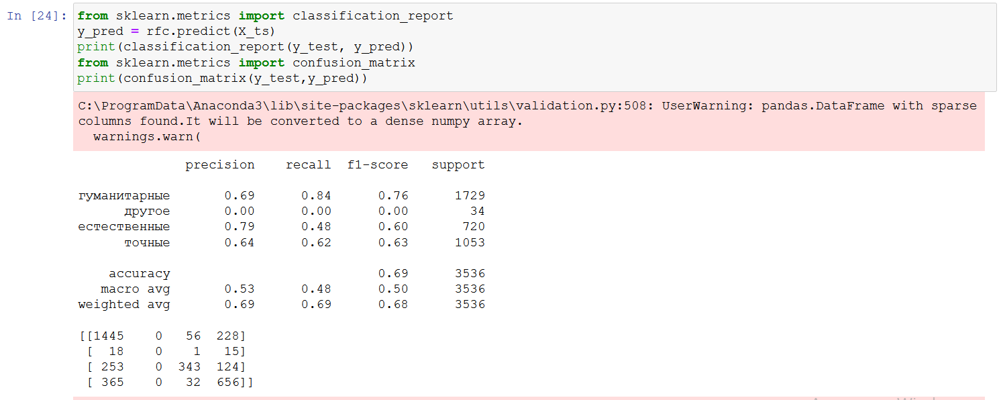 In [24]: from sklearn.metrics import classification_report
y_pred = rfc.predict(X_ts)
print(classification_report(y_test, y_pred))
from sklearn.metrics import confusion_matrix
print(confusion_matrix(y_test,y_pred))
C:\ProgramData\Anaconda3\lib\site-packages\sklearn\utils\validation.py:508: UserWarning: pandas.DataFrame with sparse
columns found.It will be converted to a dense numpy array.
warnings.warn(
precision recall f1-score support
гуманитарные 0.69 0.84 0.76 1729
другое 0.00 0.00 0.00 34
естественные 0.79 0.48 0.60 720
точные 0.64 0.62 0.63 1053
accuracy 0.69 3536
macro avg 0.53 0.48 0.50 3536
weighted avg 0.69 0.69 0.68 3536
[[1445 0 56 228]
[ 18 0 1 15]
[ 253 0 343 124]
[ 365 0 32 656]]